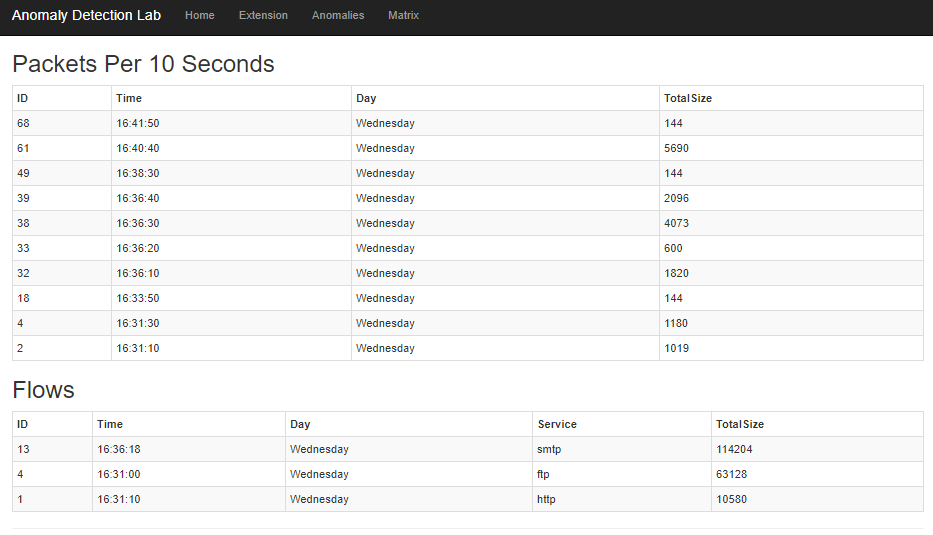 Anomaly Detection Lab Home Extension Anomalies Matrix
Packets Per 10 Seconds
ID Time Day TotalSize
68 16:41:50 Wednesday 144
61 16:40:40 Wednesday 5690
49 16:38:30 Wednesday 144
39 16:36:40 Wednesday 2096
38 16:36:30 Wednesday 4073
33 16:36:20 Wednesday 600
32 16:36:10 Wednesday 1820
18 16:33:50 Wednesday 144
4 16:31:30 Wednesday 1180
2 16:31:10 Wednesday 1019
Flows
ID Time Day Service TotalSize
13 16:36:18 Wednesday smtp 114204
4 16:31:00 Wednesday ftp 63128
1 16:31:10 Wednesday http 10580